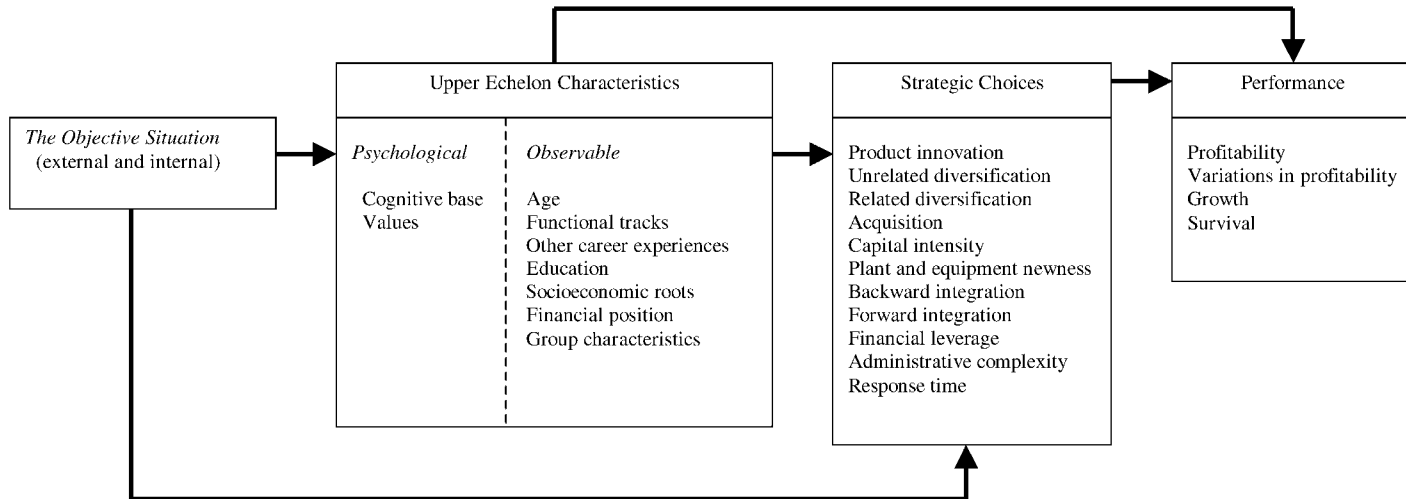 Upper Echelon Characteristics
Strategic Choices
Performance
The Objective Situation
(external and internal)
Psychological
Cognitive base
Values
Observable
Age
Functional tracks
Other career experiences
Education
Socioeconomic roots
Financial position
Group characteristics
Product innovation
Unrelated diversification
Related diversification
Acquisition
Capital intensity
Plant and equipment newness
Backward integration
Forward integration
Financial leverage
Administrative complexity
Response time
Profitability
Variations in profitability
Growth
Survival